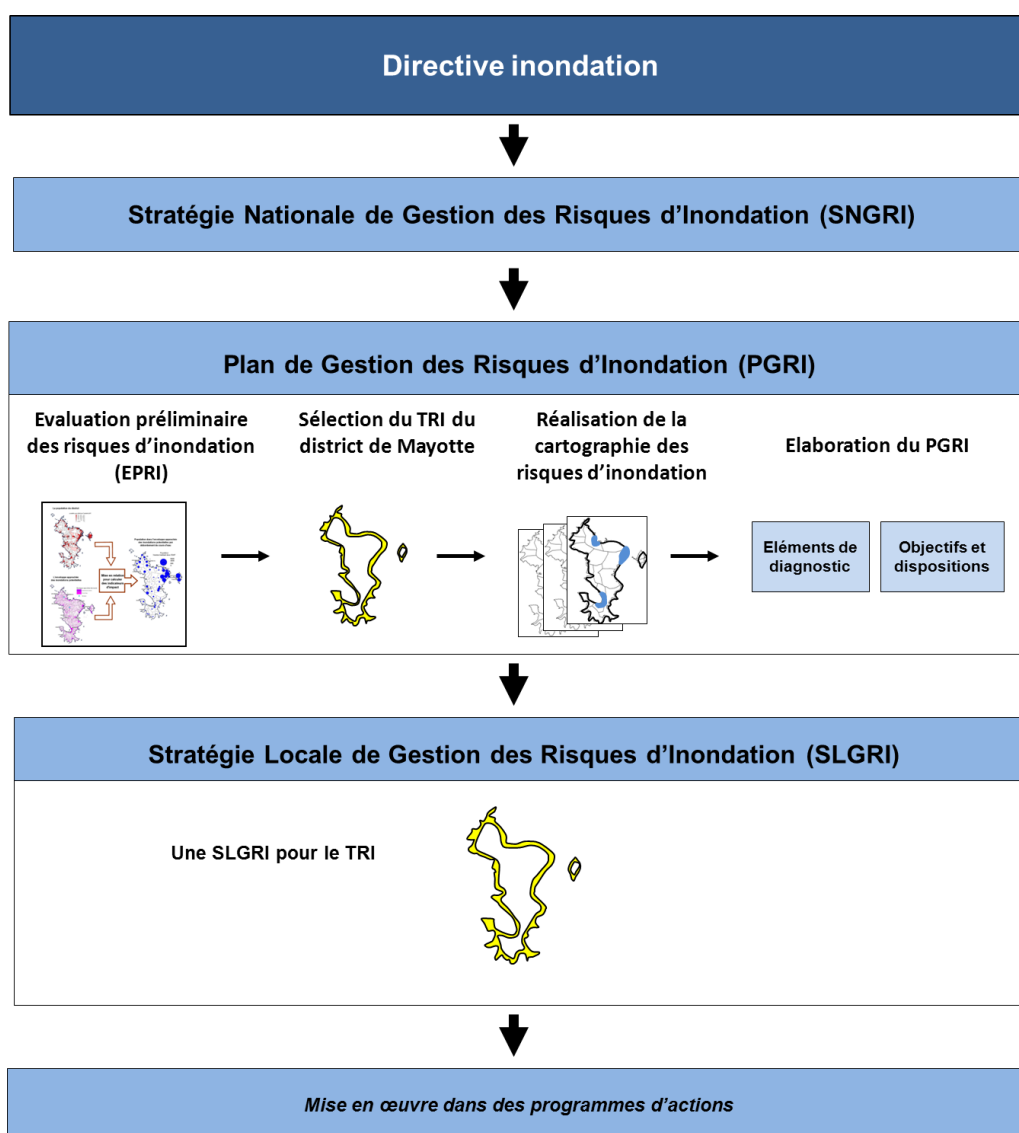 Directive inondation
Stratégie Nationale de Gestion des Risques d'Inondation (SNGRI)
Plan de Gestion des Risques d'Inondation (PGRI)
Evaluation préliminaire
des risques d'inondation
(EPRI)
Sélection du TRI du
district de Mayotte
Réalisation de la
cartographie des
risques d'inondation
Elaboration du PGRI
Eléments de
diagnostic
Objectifs et
dispositions
Stratégie Locale de Gestion des Risques d'Inondation (SLGRI)
Une SLGRI pour le TRI
Mise en œuvre dans des programmes d'actions